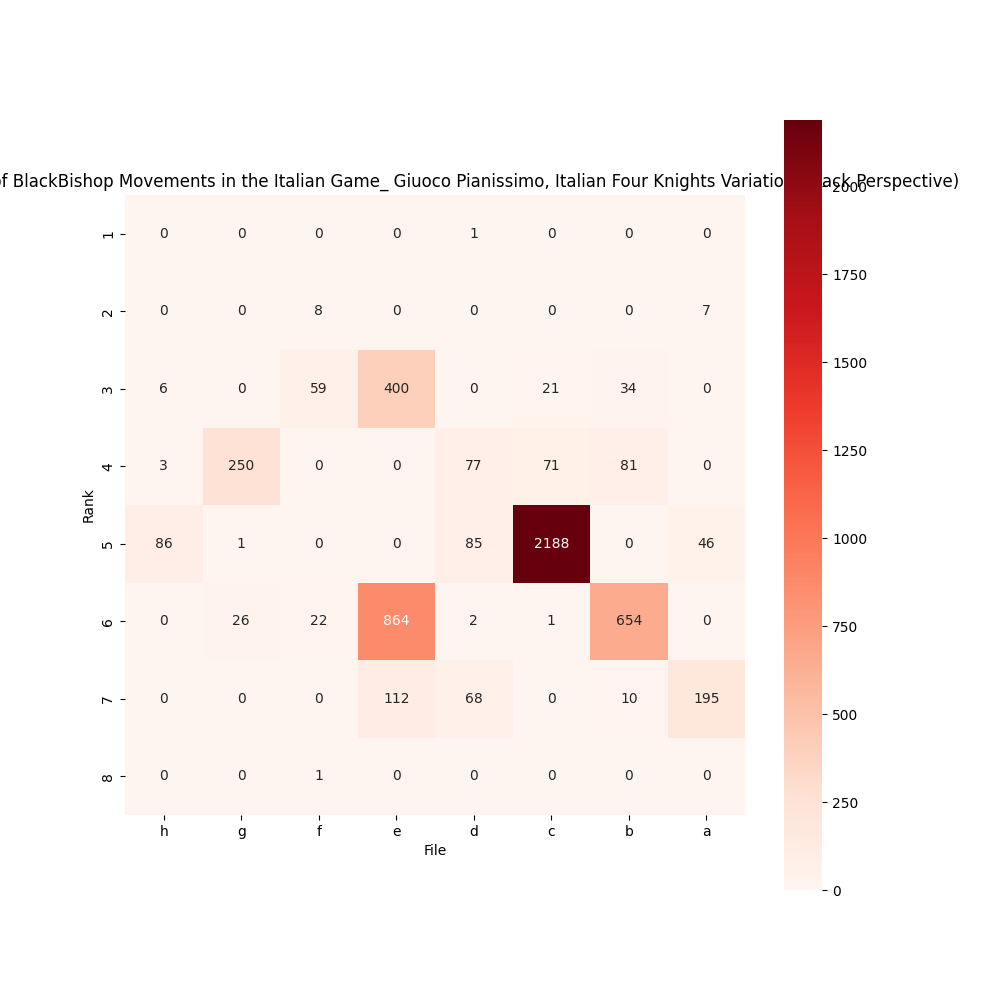 of BlackBishop Movements in the Italian Game_ Giuoco Pianissimo, Italian Four Knights Variation Perspective)
2000
1750
1500
1250
1000
750
500
250
0
Rank
1 0 0 0 0 1 0 0 0
2 0 0 8 0 0 0 0 7
3 6 0 59 400 0 21 34 0
4 3 250 0 0 77 71 81 0
5 86 1 0 0 85 2188 0 46
6 0 26 22 864 2 1 654 0
7 0 0 0 112 68 0 10 195
8 0 0 1 0 0 0 0 0
h g f e d c b a
File